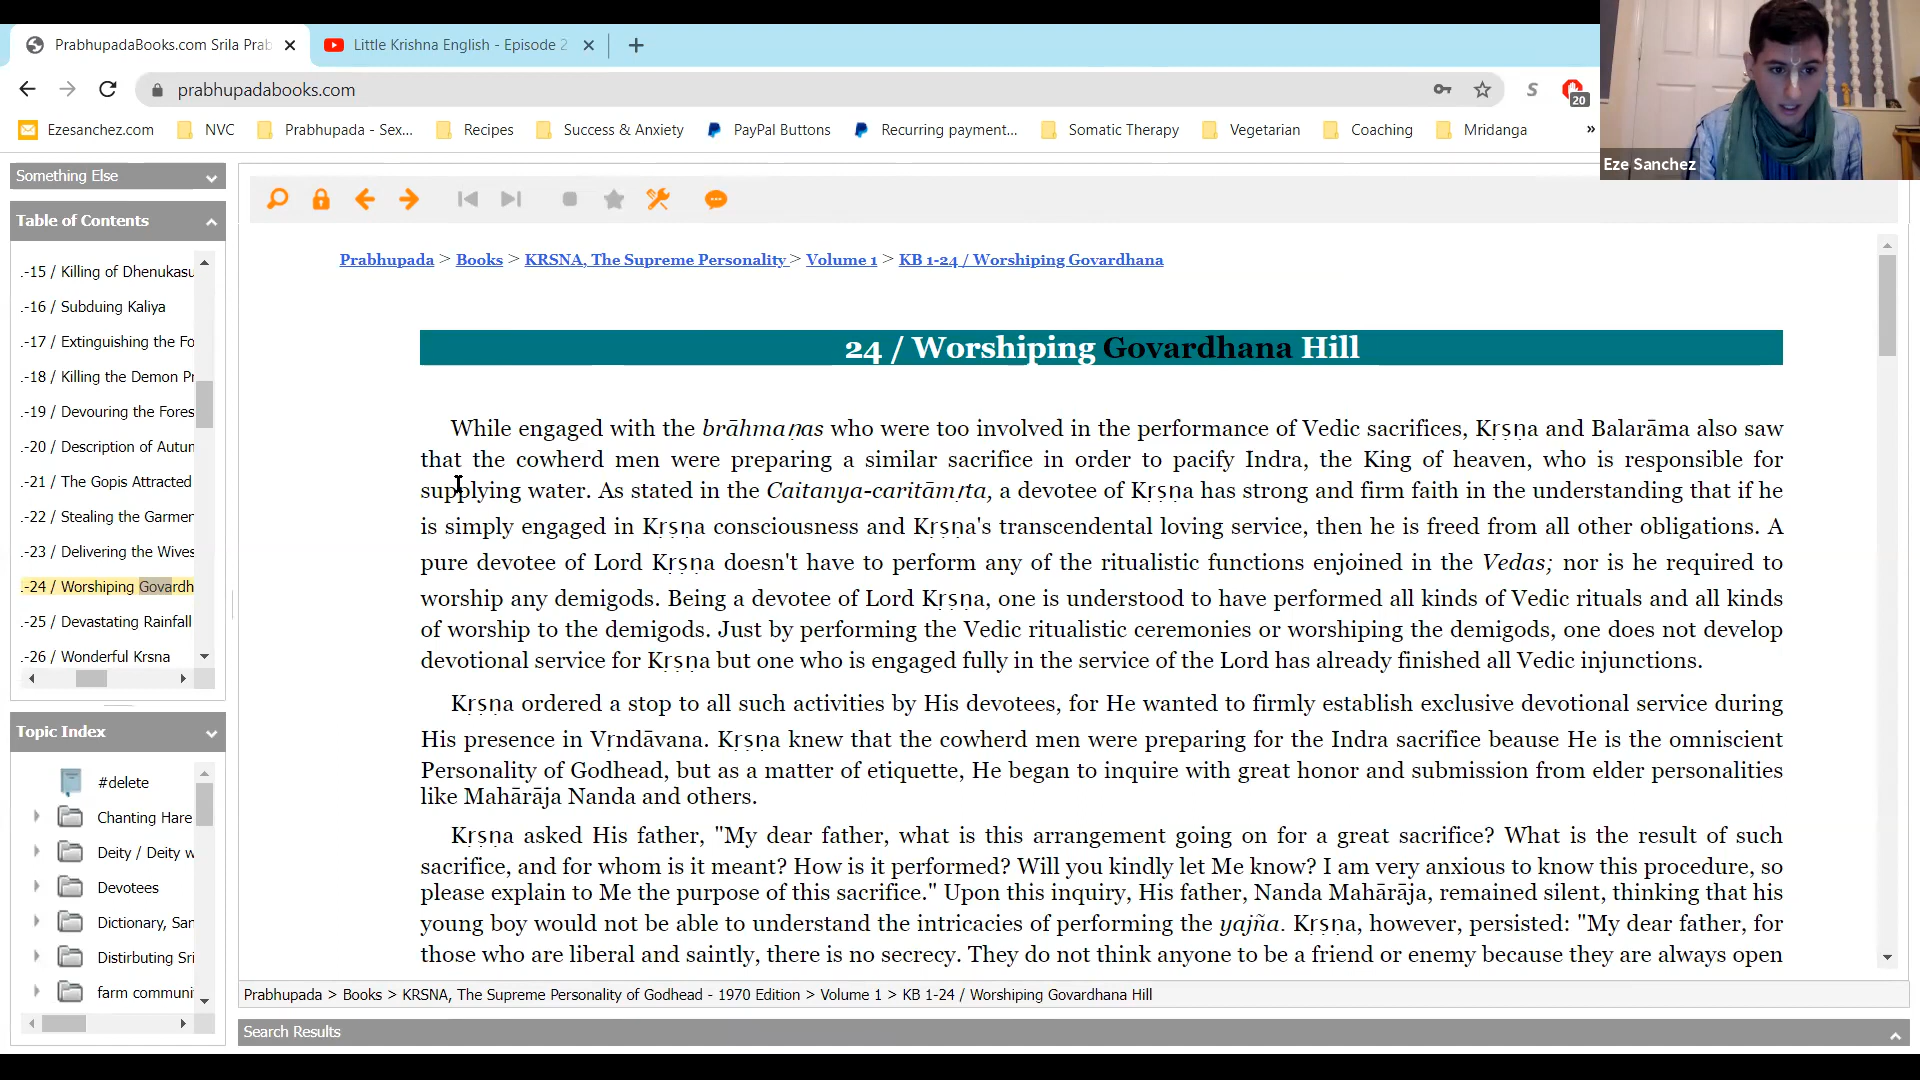 PrabhupadaBooks.com Srila Prab
Little Krishna English - Episode 2
prabhupadabooks.com
20
Ezesanchez.com
NVC
Prabhupada - Sex...
Recipes
Success & Anxiety
PayPal Buttons
Recurring payment...
Somatic Therapy
Vegetarian
Coaching
Mridanga
»
Eze Sanchez
Something Else
Table of Contents
.-15 / Killing of Dhenukasu
.-16 / Subduing Kaliya
.-17 / Extinguishing the Fo
.-18 / Killing the Demon Pr
.-19 / Devouring the Fores
.-20 / Description of Autum
.-21 / The Gopis Attracted
.-22 / Stealing the Garmen
.-23 / Delivering the Wives
.-24 / Worshiping Govardh
.-25 / Devastating Rainfall
.-26 / Wonderful Krsna
Topic Index
#delete
Chanting Hare
Deity / Deity w
Devotees
Dictionary, San
Distirbuting Sri
farm communi
Prabhupada > Books > KRSNA, The Supreme Personality > Volume 1 > KB 1-24 / Worshiping Govardhana
24 / Worshiping Govardhana Hill
While engaged with the brāhmaṇas who were too involved in the performance of Vedic sacrifices, Kṛṣṇa and Balarāma also saw
that the cowherd men were preparing a similar sacrifice in order to pacify Indra, the King of heaven, who is responsible for
supplying water. As stated in the Caitanya-caritāmṛta, a devotee of Kṛṣṇa has strong and firm faith in the understanding that if he
is simply engaged in Kṛṣṇa consciousness and Kṛṣṇa's transcendental loving service, then he is freed from all other obligations. A
pure devotee of Lord Kṛṣṇa doesn't have to perform any of the ritualistic functions enjoined in the Vedas; nor is he required to
worship any demigods. Being a devotee of Lord Kṛṣṇa, one is understood to have performed all kinds of Vedic rituals and all kinds
of worship to the demigods. Just by performing the Vedic ritualistic ceremonies or worshiping the demigods, one does not develop
devotional service for Kṛṣṇa but one who is engaged fully in the service of the Lord has already finished all Vedic injunctions.
Kṛṣṇa ordered a stop to all such activities by His devotees, for He wanted to firmly establish exclusive devotional service during
His presence in Vṛndāvana. Kṛṣṇa knew that the cowherd men were preparing for the Indra sacrifice beause He is the omniscient
Personality of Godhead, but as a matter of etiquette, He began to inquire with great honor and submission from elder personalities
like Mahārāja Nanda and others.
Kṛṣṇa asked His father, "My dear father, what is this arrangement going on for a great sacrifice? What is the result of such
sacrifice, and for whom is it meant? How is it performed? Will you kindly let Me know? I am very anxious to know this procedure, so
please explain to Me the purpose of this sacrifice." Upon this inquiry, His father, Nanda Mahārāja, remained silent, thinking that his
young boy would not be able to understand the intricacies of performing the yajña. Kṛṣṇa, however, persisted: "My dear father, for
those who are liberal and saintly, there is no secrecy. They do not think anyone to be a friend or enemy because they are always open
Prabhupada > Books > KRSNA, The Supreme Personality of Godhead - 1970 Edition > Volume 1 > KB 1-24 / Worshiping Govardhana Hill
Search Results